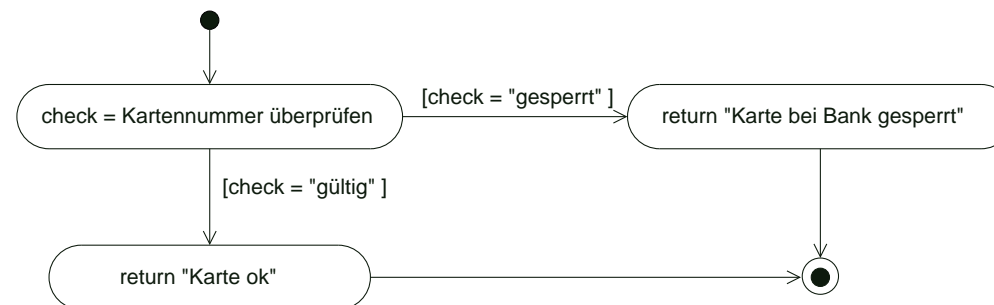 check = Kartennummer überprüfen
[check = "gesperrt" ]
return "Karte bei Bank gesperrt"
[check = "gültig" ]
return "Karte ok"